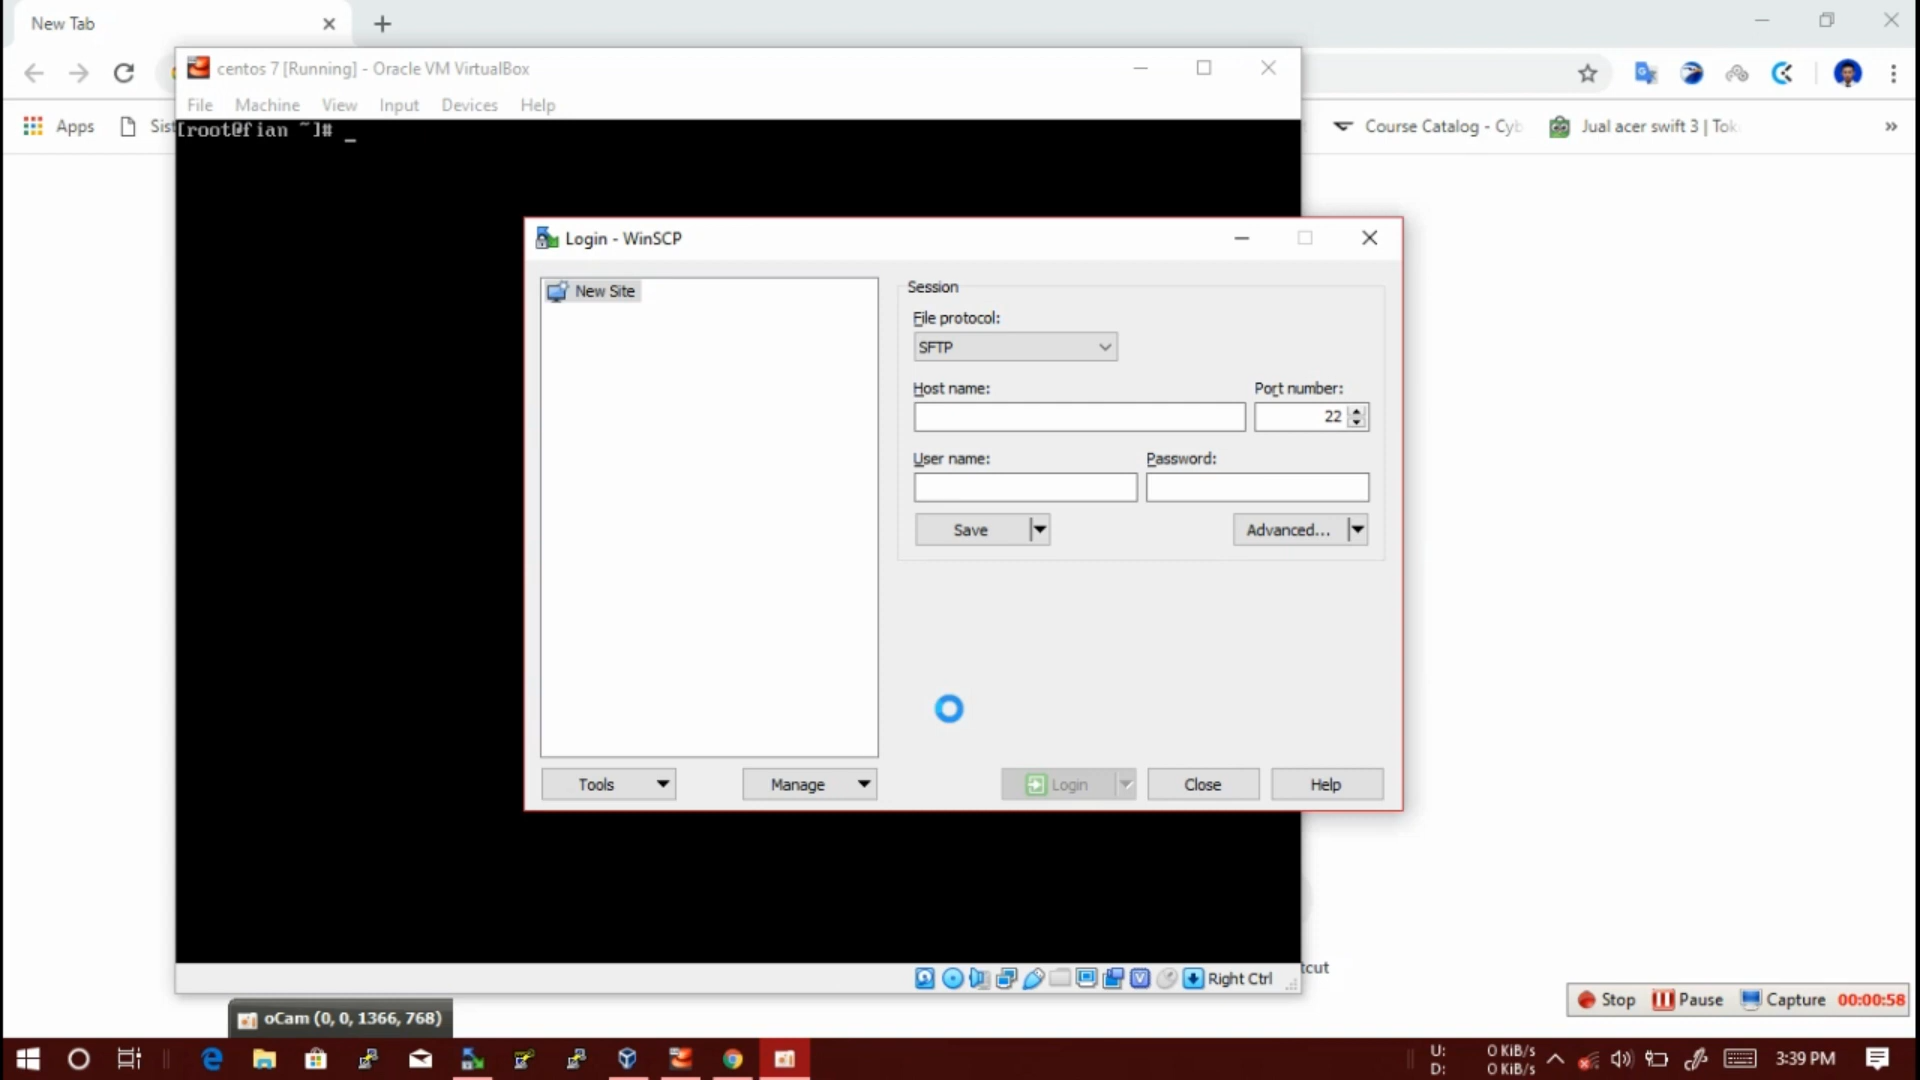 New Tab
centos 7 [Running] - Oracle VM VirtualBox
File Machine View Input Devices Help
Apps
Sist
Course Catalog - Cyb
Jual acer swift 3 | Tok
»
[root@fian ~]# _
Login - WinSCP
New Site
Session
File protocol:
SFTP
Host name:
Port number:
22
User name:
Password:
Save
Advanced...
Tools
Manage
Login
Close
Help
Right Ctrl
tcut
Stop Pause Capture 00:00:58
oCam (0, 0, 1366, 768)
U: 0 KiB/s
D: 0 KiB/s
3:39 PM